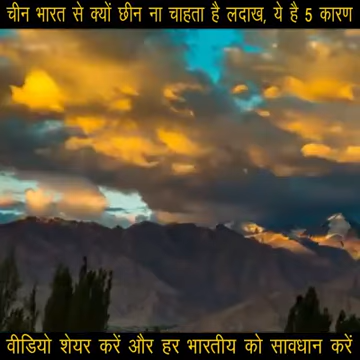 चीन भारत से क्यों छीन ना चाहता है लदाख, ये है 5 कारण
वीडियो शेयर करें और हर भारतीय को सावधान करें